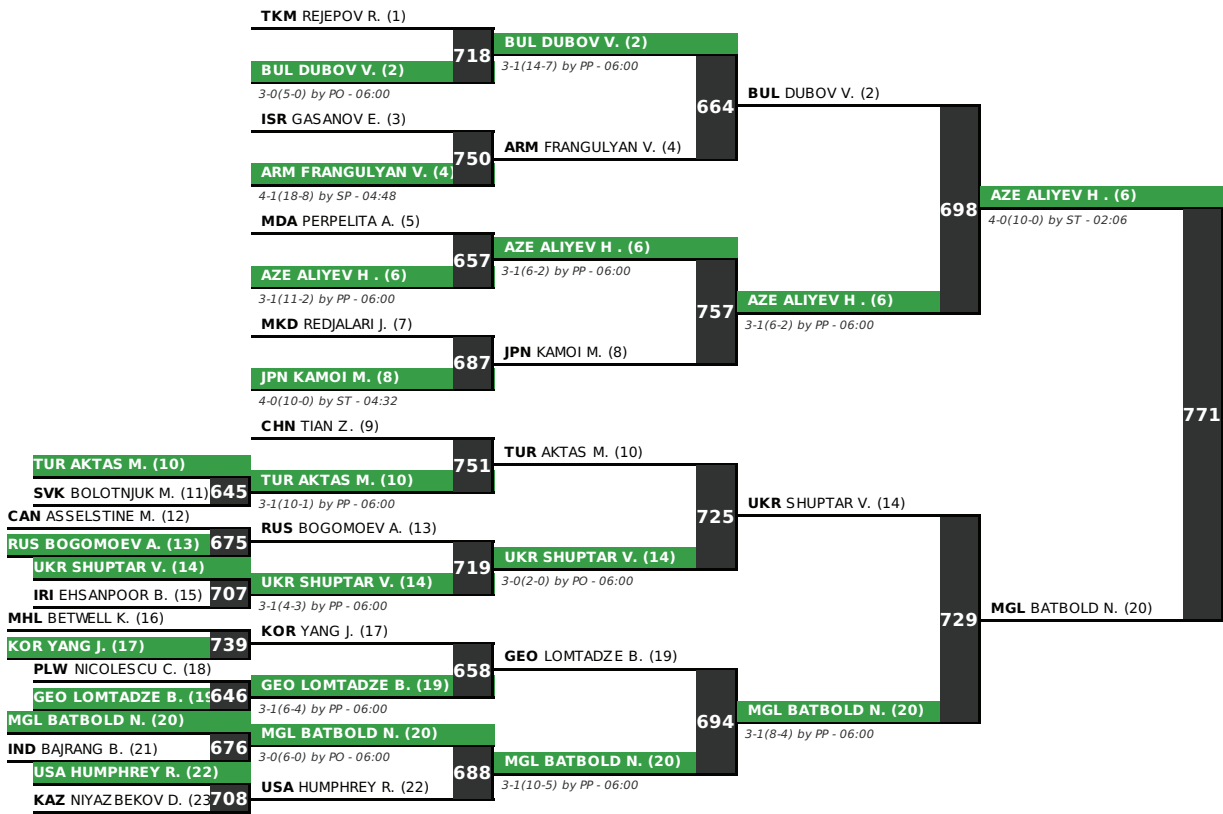 TKM REJEPOV R. (1)
718
BUL DUBOV V. (2)
3-0(5-0) by PO - 06:00
ISR GASANOV E. (3)
750
ARM FRANGULYAN V. (4)
4-1(18-8) by SP - 04:48
MDA PERPELITA A. (5)
657
AZE ALIYEV H . (6)
3-1(11-2) by PP - 06:00
MKD REDJALARI J. (7)
687
JPN KAMOI M. (8)
4-0(10-0) by ST - 04:32
CHN TIAN Z. (9)
751
TUR AKTAS M. (10)
3-1(10-1) by PP - 06:00
RUS BOGOMOEV A. (13)
719
UKR SHUPTAR V. (14)
3-1(4-3) by PP - 06:00
KOR YANG J. (17)
658
GEO LOMTADZE B. (19)
3-1(6-4) by PP - 06:00
MGL BATBOLD N. (20)
3-0(6-0) by PO - 06:00
688
USA HUMPHREY R. (22)
TUR AKTAS M. (10)
SVK BOLOTNJUK M. (11)
645
CAN ASSELSTINE M. (12)
RUS BOGOMOEV A. (13)
675
UKR SHUPTAR V. (14)
IRI EHSANPOOR B. (15)
707
MHL BETWELL K. (16)
KOR YANG J. (17)
739
PLW NICOLESCU C. (18)
GEO LOMTADZE B. (19
646
MGL BATBOLD N. (20)
IND BAJRANG B. (21)
676
USA HUMPHREY R. (22)
KAZ NIYAZBEKOV D. (23
708
BUL DUBOV V. (2)
3-1(14-7) by PP - 06:00
664
ARM FRANGULYAN V. (4)
AZE ALIYEV H . (6)
3-1(6-2) by PP - 06:00
757
JPN KAMOI M. (8)
TUR AKTAS M. (10)
725
UKR SHUPTAR V. (14)
3-0(2-0) by PO - 06:00
GEO LOMTADZE B. (19)
694
MGL BATBOLD N. (20)
3-1(10-5) by PP - 06:00
BUL DUBOV V. (2)
698
AZE ALIYEV H . (6)
3-1(6-2) by PP - 06:00
UKR SHUPTAR V. (14)
729
MGL BATBOLD N. (20)
3-1(8-4) by PP - 06:00
AZE ALIYEV H . (6)
4-0(10-0) by ST - 02:06
771
MGL BATBOLD N. (20)